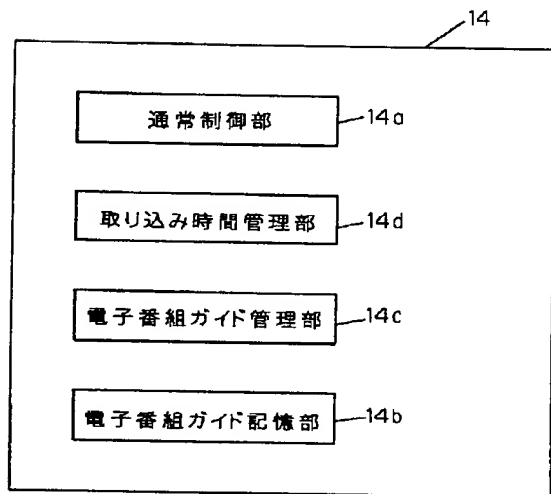 14
通常制御部 14a
取り込み時間管理部 14d
電子番組ガイド管理部 14c
電子番組ガイド記憶部 14b